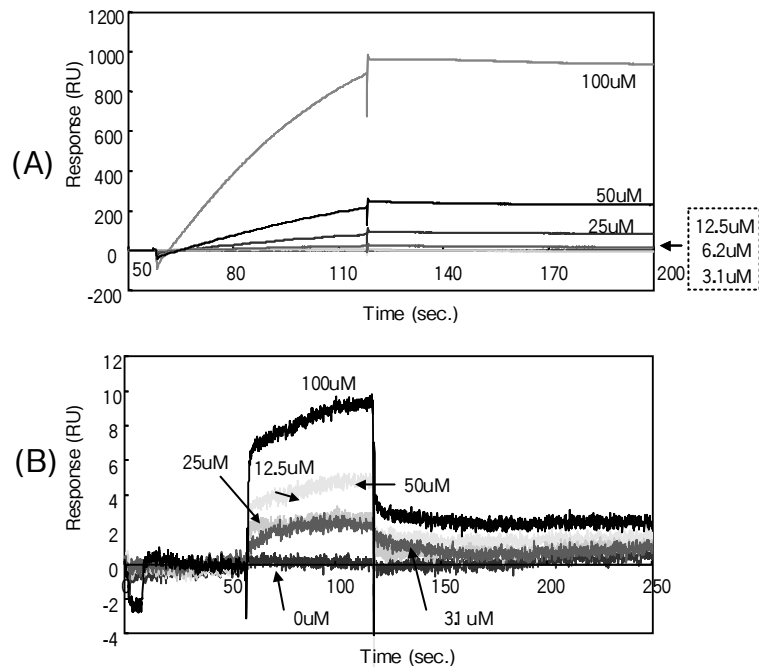 (A)
Response (RU)
1200
1000
800
600
400
200
0
-200
50
80
110
140
170
200
Time (sec.)
100uM
50uM
25uM
12.5uM
6.2uM
3.1uM
(B)
Response (RU)
12
10
8
6
4
2
0
-2
-4
0
50
100
150
200
250
Time (sec.)
100uM
25uM
12.5uM
50uM
0uM
3.1 uM